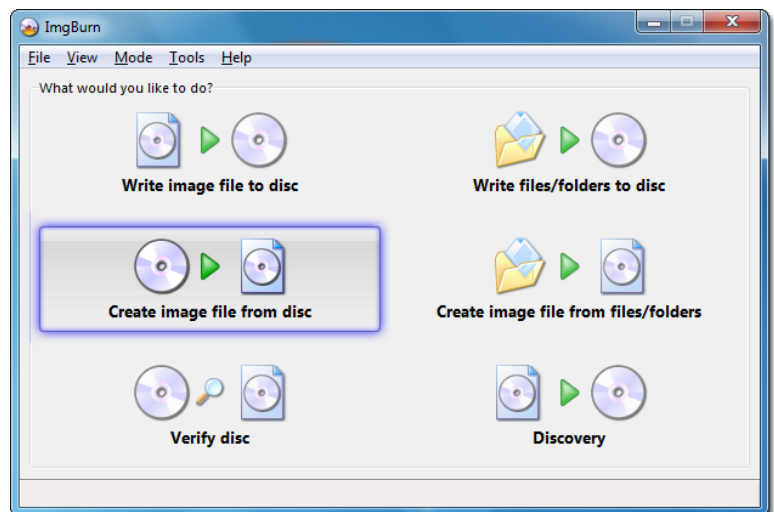 ImgBurn
File View Mode Tools Help
What would you like to do?
Write image file to disc
Write files/folders to disc
Create image file from disc
Create image file from files/folders
Verify disc
Discovery